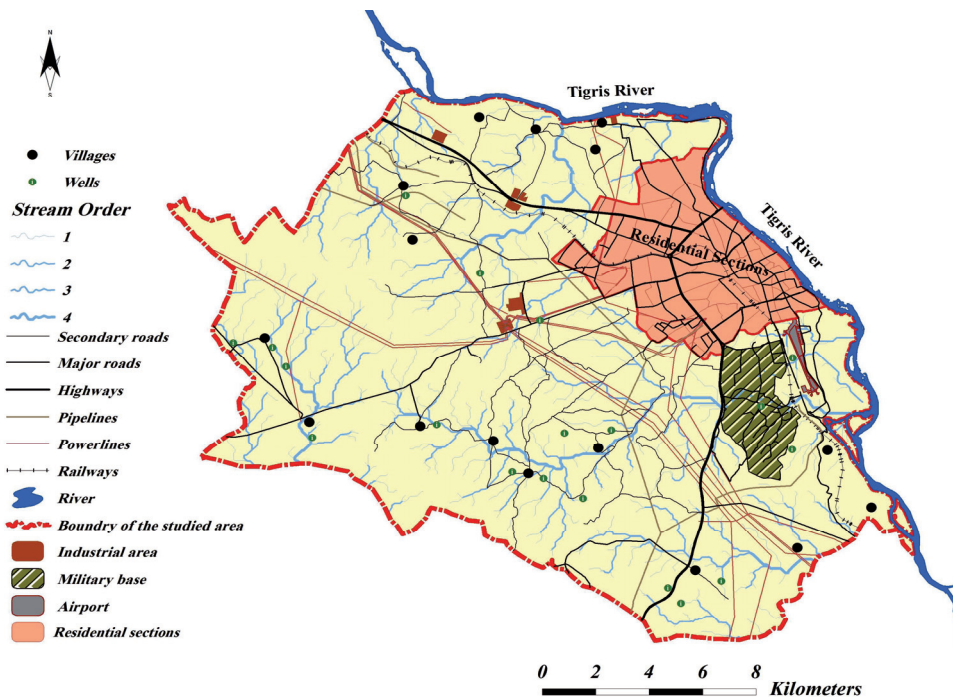 N
S
Tigris River
Tigris River
Residential Sections
Villages
Wells
Stream Order
1
2
3
4
Secondary roads
Major roads
Highways
Pipelines
Powerlines
Railways
River
Boundry of the studied area
Industrial area
Military base
Airport
Residential sections
0 2 4 6 8
Kilometers